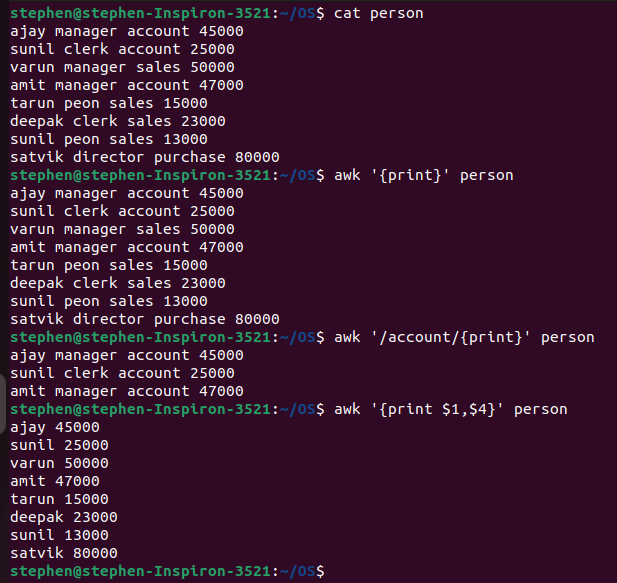 stephen@stephen-Inspiron-3521:~/OS$ cat person
ajay manager account 45000
sunil clerk account 25000
varun manager sales 50000
amit manager account 47000
tarun peon sales 15000
deepak clerk sales 23000
sunil peon sales 13000
satvik director purchase 80000
stephen@stephen-Inspiron-3521:~/OS$ awk '{print}' person
ajay manager account 45000
sunil clerk account 25000
varun manager sales 50000
amit manager account 47000
tarun peon sales 15000
deepak clerk sales 23000
sunil peon sales 13000
satvik director purchase 80000
stephen@stephen-Inspiron-3521:~/OS$ awk '/account/{print}' person
ajay manager account 45000
sunil clerk account 25000
amit manager account 47000
stephen@stephen-Inspiron-3521:~/OS$ awk '{print $1,$4}' person
ajay 45000
sunil 25000
varun 50000
amit 47000
tarun 15000
deepak 23000
sunil 13000
satvik 80000
stephen@stephen-Inspiron-3521:~/OS$